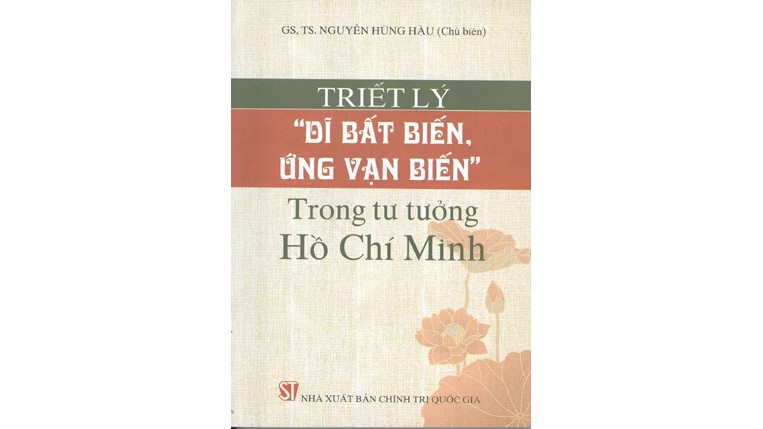 GS, TS. NGUYỄN HÙNG HẬU (Chủ biên)
TRIẾT LÝ
“DĨ BẤT BIẾN,
ỨNG VẠN BIẾN”
Trong tư tưởng
Hồ Chí Minh
ST NHÀ XUẤT BẢN CHÍNH TRỊ QUỐC GIA